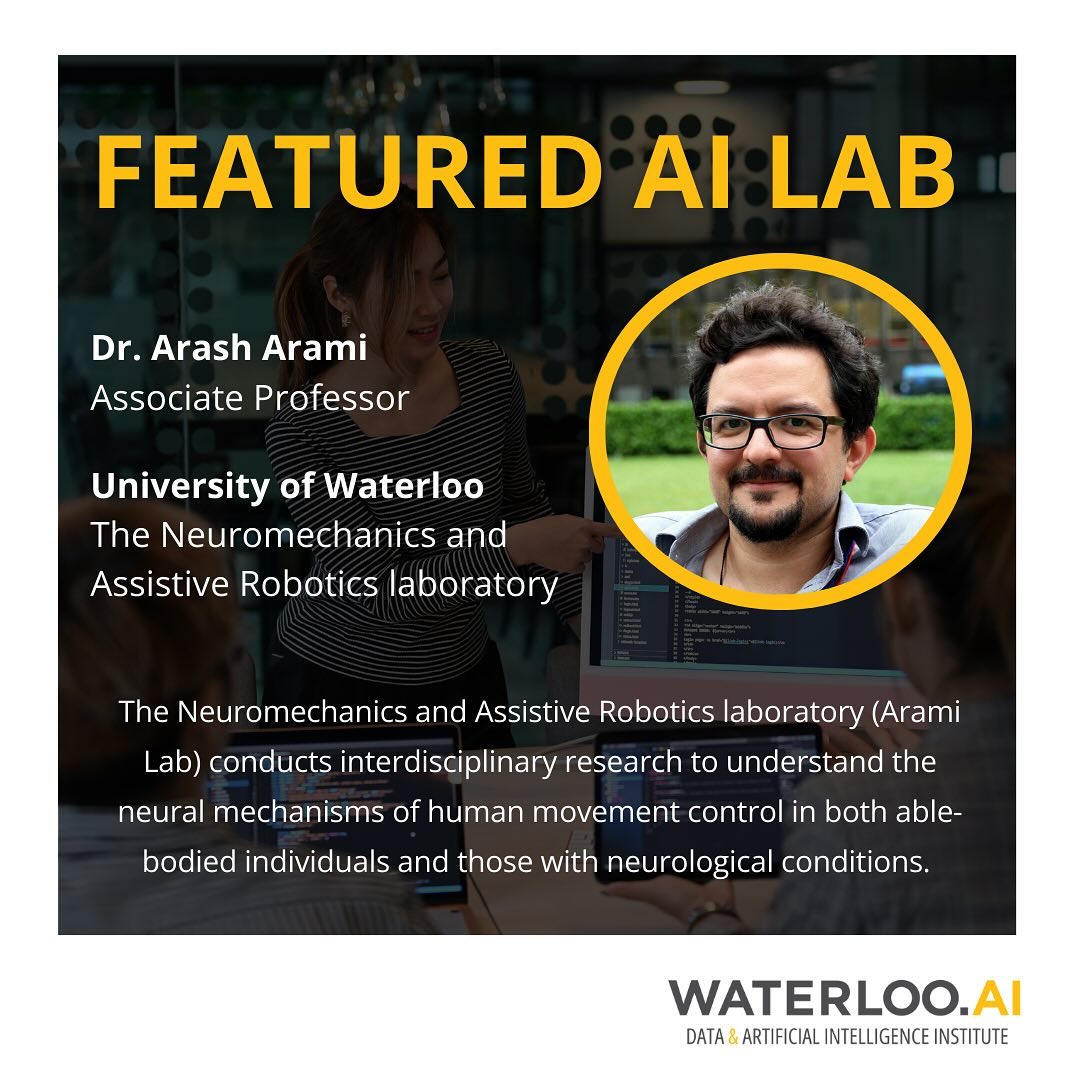 FEATURED AI LAB
Dr. Arash Arami
Associate Professor
University of Waterloo
The Neuromechanics and
Assistive Robotics laboratory
The Neuromechanics and Assistive Robotics laboratory (Arami
Lab) conducts interdisciplinary research to understand the
neural mechanisms of human movement control in both able-
bodied individuals and those with neurological conditions.
WATERLOO.AI
DATA & ARTIFICIAL INTELLIGENCE INSTITUTE